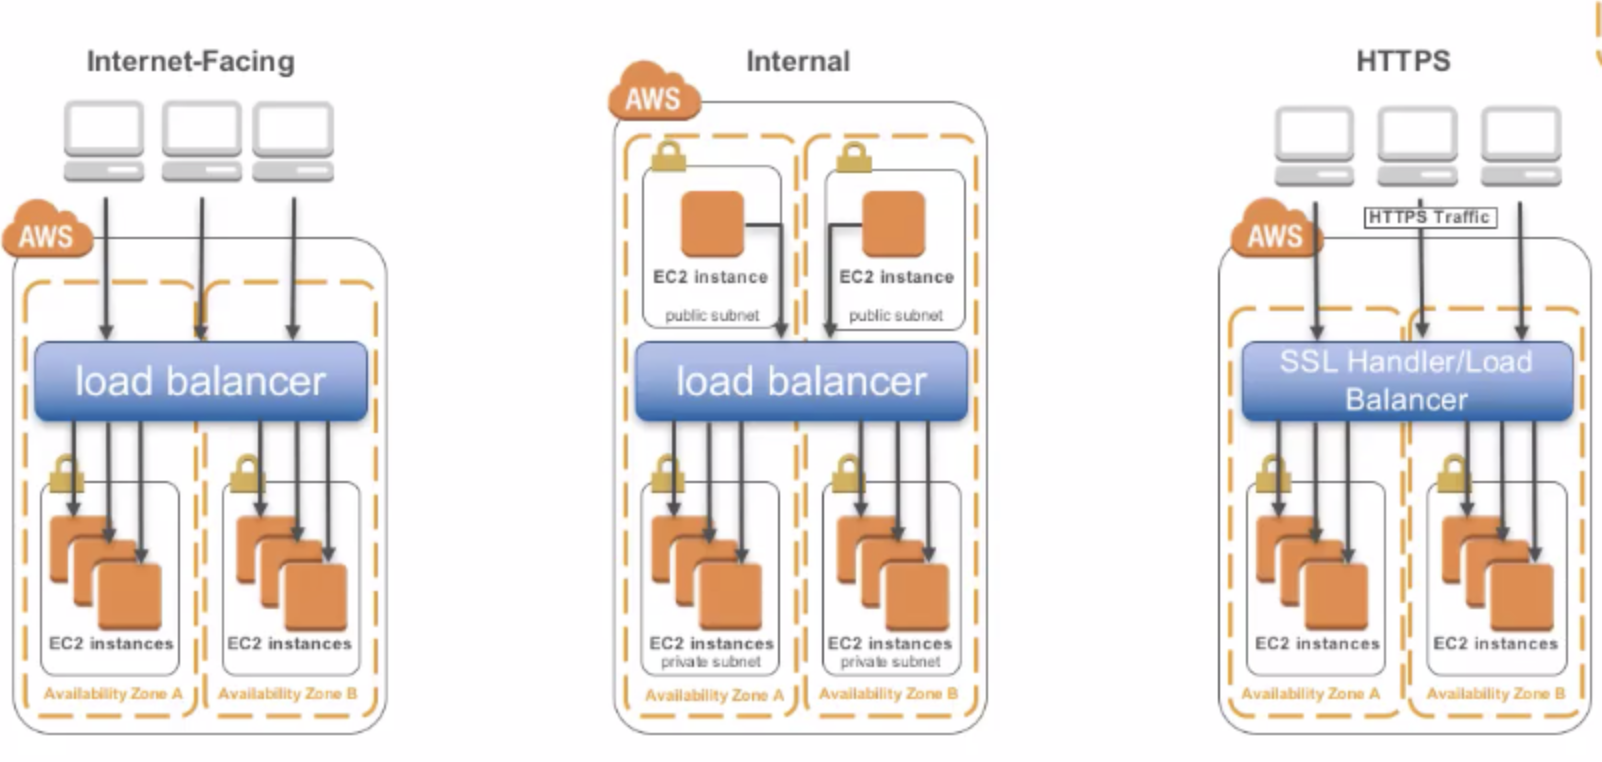 Internet-Facing
AWS
load balancer
EC2 instances
EC2 instances
Availability Zone A
Availability Zone B
Internal
AWS
EC2 instance
EC2 instance
public subnet
public subnet
load balancer
EC2 instances
private subnet
EC2 instances
private subnet
Availability Zone A
Availability Zone B
HTTPS
HTTPS Traffic
AWS
SSL Handler/Load
Balancer
EC2 instances
EC2 instances
Availability Zone A
Availability Zone B